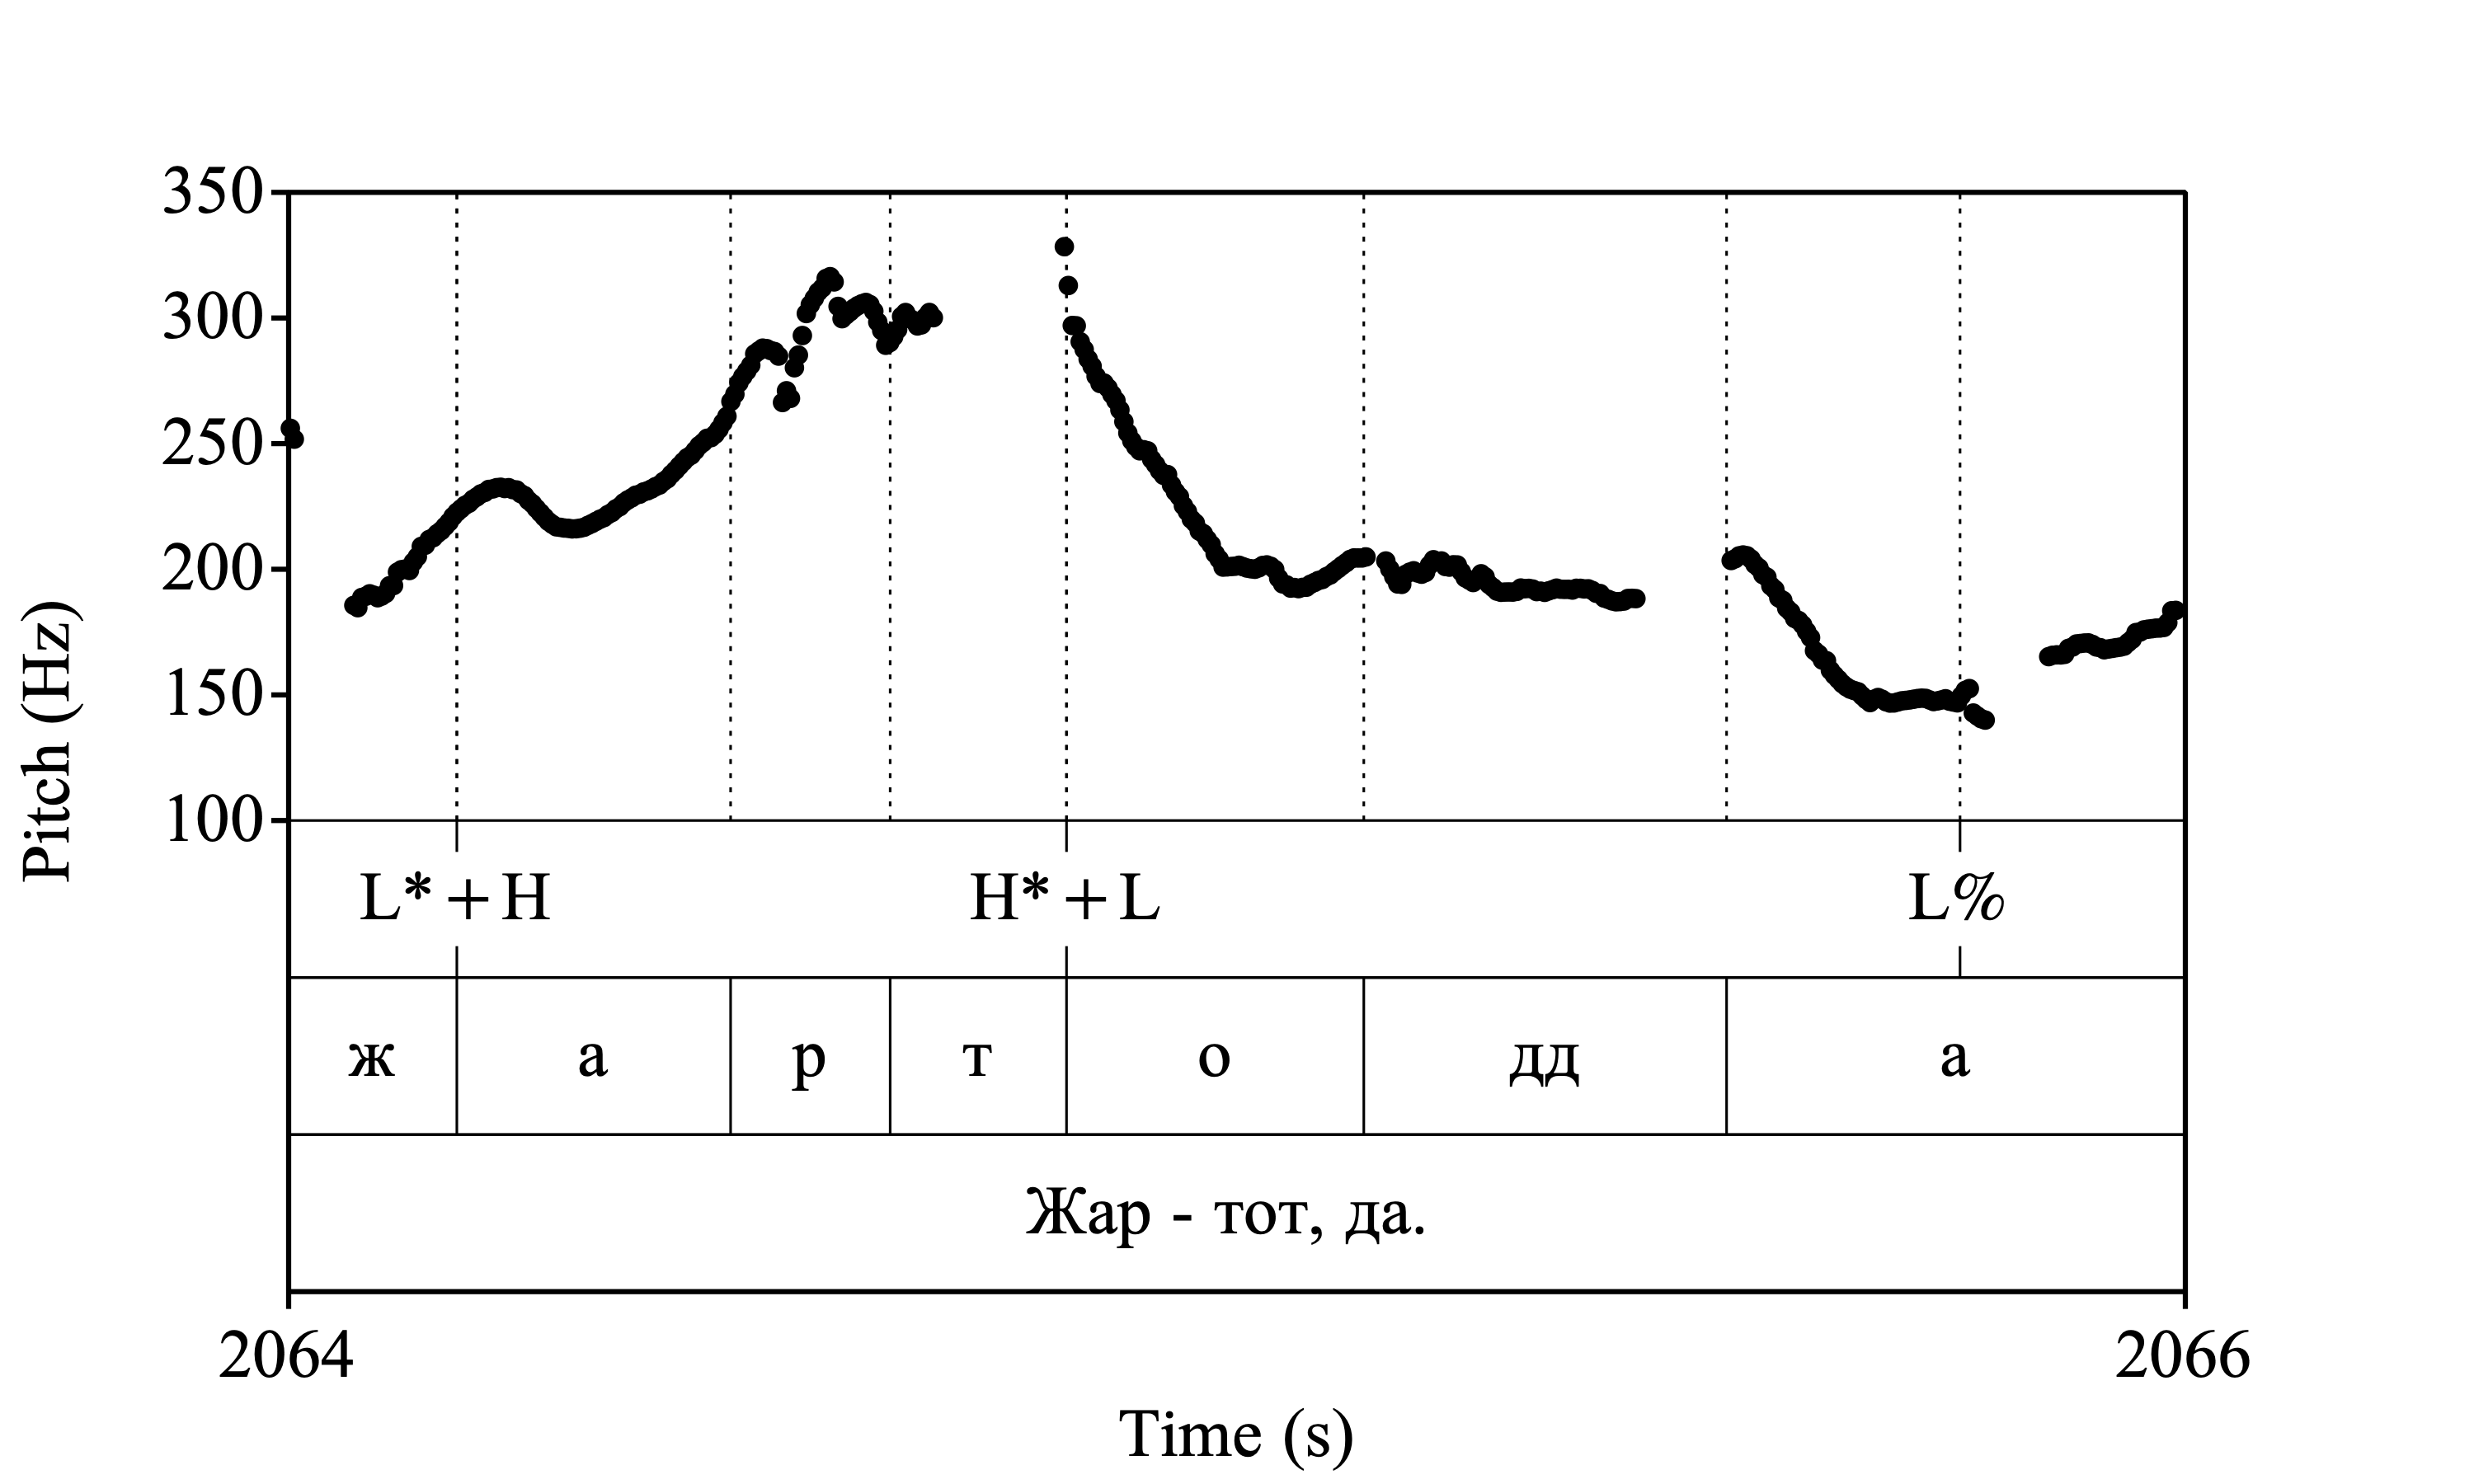 350
300
250
200
150
100
Pitch (Hz)
L*+H H*+L L%
ж а р т о дд а
Жар - тот, да.
2064 2066
Time (s)